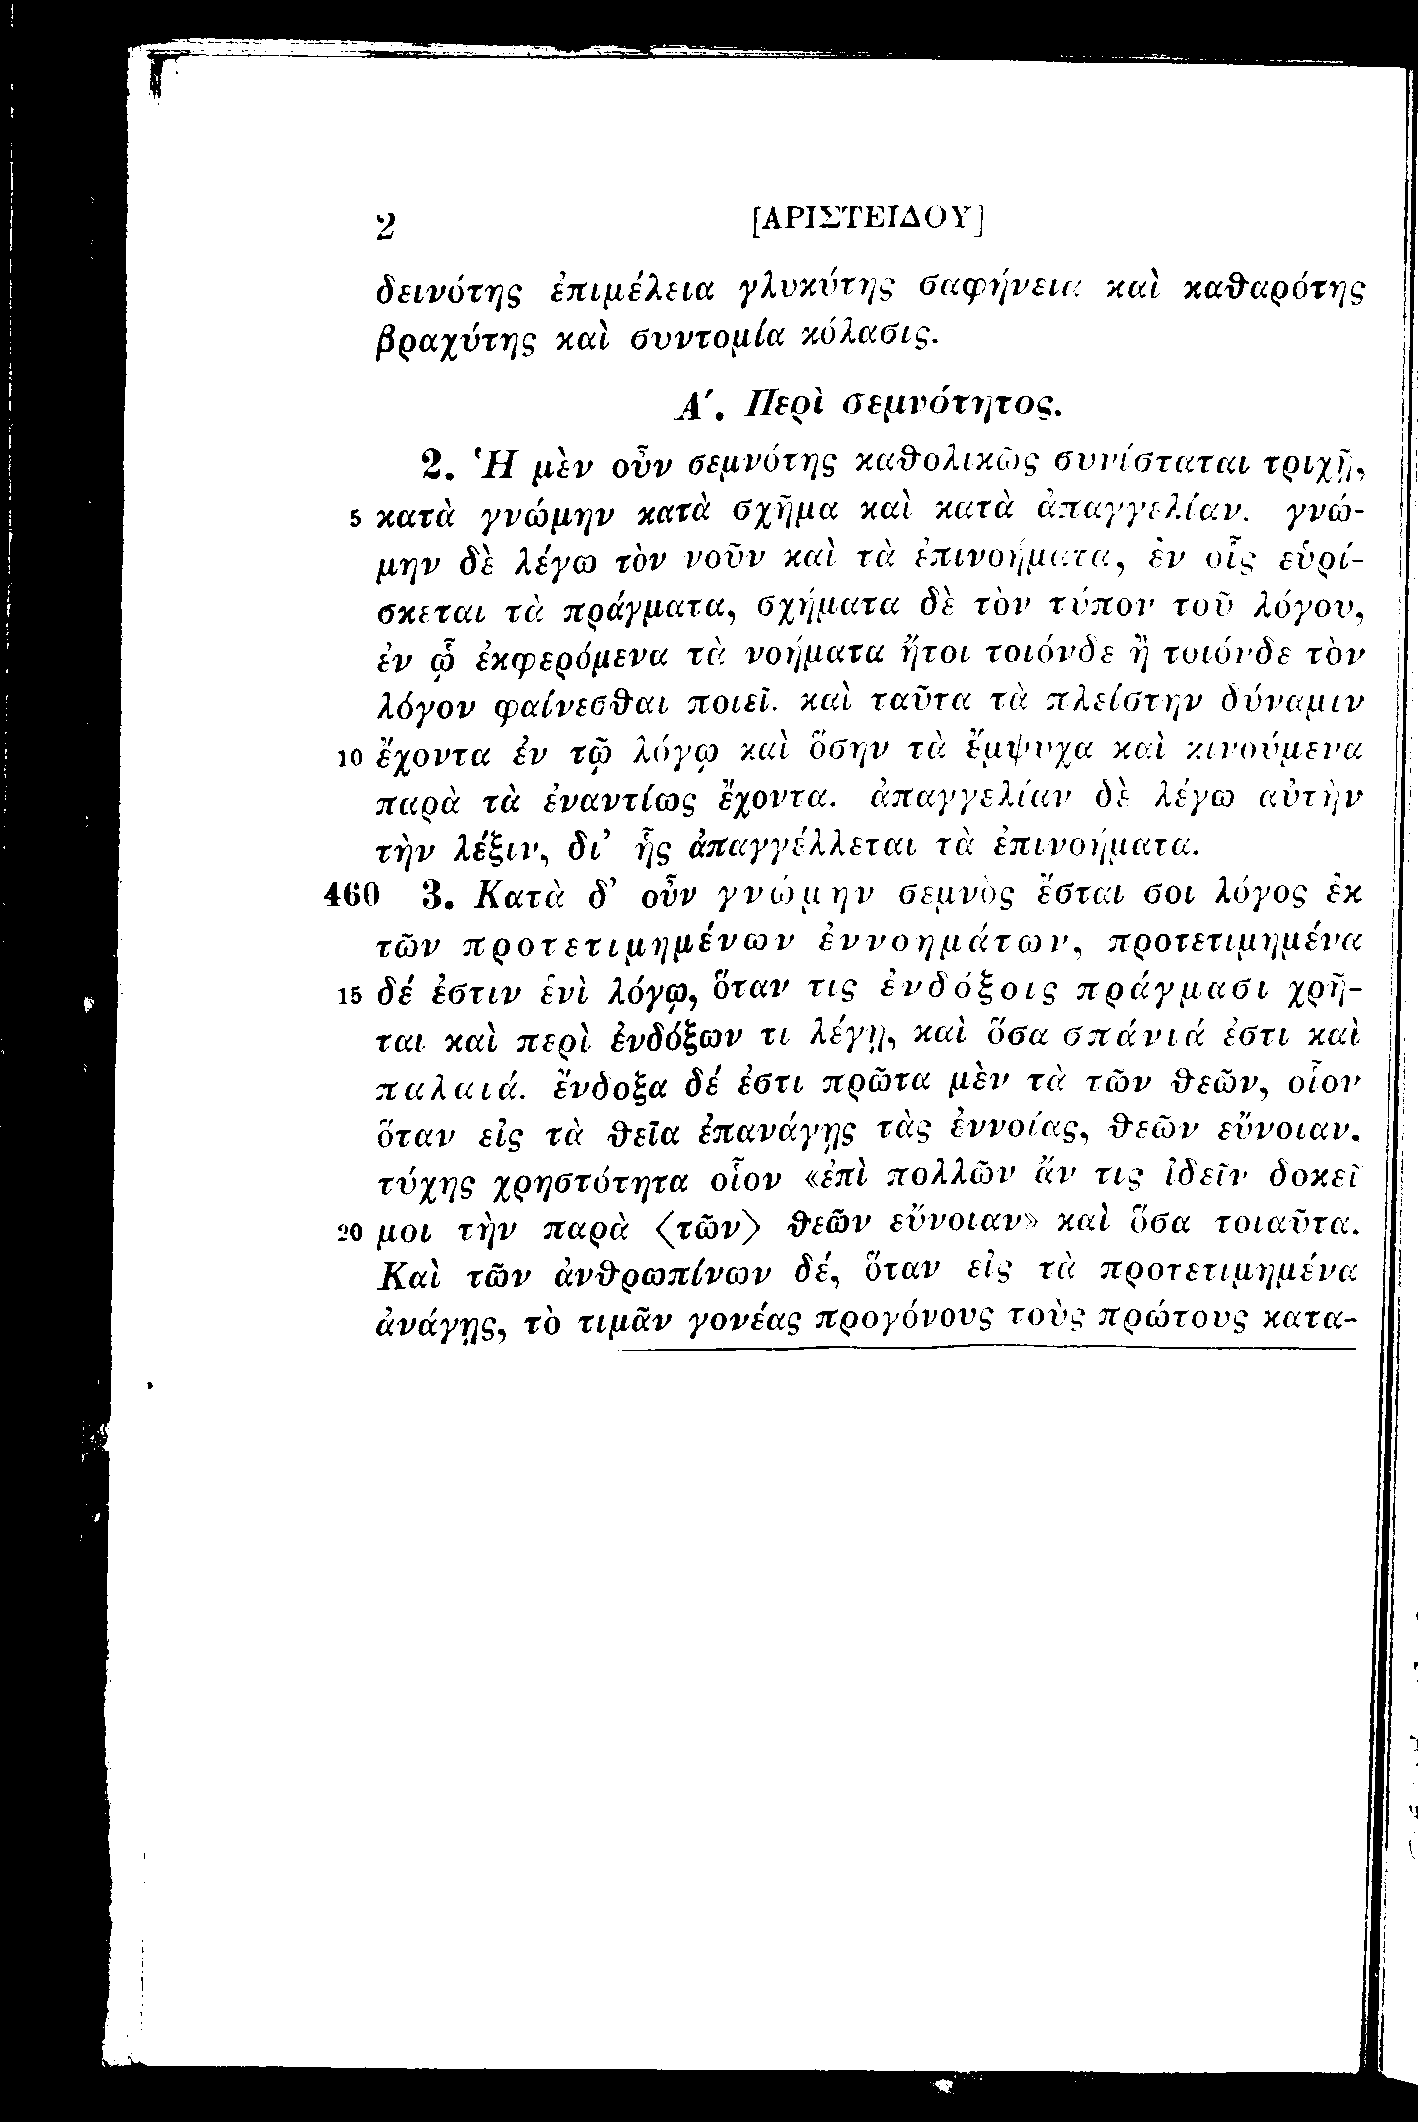 2 [ΑΡΙΣΤΕΙΔΟΥ]
δεινότης ἐπιμέλεια γλυκύτης σαφήνεια καὶ καθαρότης
βραχύτης καὶ συντομία κόλασις.
Α΄. Περὶ σεμνότητος.
2. Ἡ μὲν οὖν σεμνότης καθολικῶς συνίσταται τριχῇ,
5 κατὰ γνώμην κατὰ σχῆμα καὶ κατὰ ἀπαγγελίαν. γνώ-
μην δὲ λέγω τὸν νοῦν καὶ τὰ ἐπινοήματα, ἐν οἷς εὑρί-
σκεται τὰ πράγματα, σχήματα δὲ τὸν τύπον τοῦ λόγου,
ἐν ᾧ ἐκφερόμενα τὰ νοήματα ἤτοι τοιόνδε ἢ τοιόνδε τὸν
λόγον φαίνεσθαι ποιεῖ. καὶ ταῦτα τὰ πλείστην δύναμιν
10 ἔχοντα ἐν τῷ λόγῳ καὶ ὅσην τὰ ἔμψυχα καὶ κινούμενα
παρὰ τὰ ἐναντίως ἔχοντα. ἀπαγγελίαν δὲ λέγω αὐτὴν
τὴν λέξιν, δι’ ἧς ἀπαγγέλλεται τὰ ἐπινοήματα.
460 3. Κατὰ δ’ οὖν γνώμην σεμνὸς ἔσται σοι λόγος ἐκ
τῶν προτετιμημένων ἐννοημάτων, προτετιμημένα
15 δέ ἐστιν ἑνὶ λόγῳ, ὅταν τις ἐνδόξοις πράγμασι χρῆ-
ται καὶ περὶ ἐνδόξων τι λέγῃ, καὶ ὅσα σπάνιά ἐστι καὶ
παλαιά. ἔνδοξα δέ ἐστι πρῶτα μὲν τὰ τῶν θεῶν, οἷον
ὅταν εἰς τὰ θεῖα ἐπανάγῃς τὰς ἐννοίας, θεῶν εὔνοιαν,
τύχης χρηστότητα οἷον «ἐπὶ πολλῶν ἄν τις ἰδεῖν δοκεῖ
20 μοι τὴν παρὰ ⟨τῶν⟩ θεῶν εὔνοιαν» καὶ ὅσα τοιαῦτα.
Καὶ τῶν ἀνθρωπίνων δέ, ὅταν εἰς τὰ προτετιμημένα
ἀνάγῃς, τὸ τιμᾶν γονέας προγόνους τοὺς πρώτους κατα-